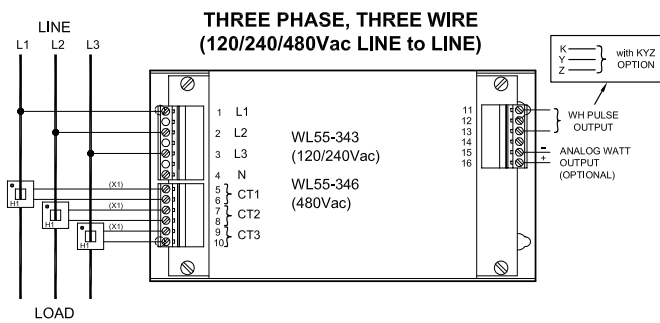 THREE PHASE, THREE WIRE
(120/240/480Vac LINE to LINE)
LINE
L1 L2 L3
K
Y
Z
with KYZ
OPTION
1 L1
2 L2
3 L3
4 N
5
6
CT1
7
8
CT2
9
10
CT3
(X1)
(X1)
(X1)
H1
H1
H1
WL55-343
(120/240Vac)
WL55-346
(480Vac)
11
12
13
14
15
16
WH PULSE
OUTPUT
-
+
ANALOG WATT
OUTPUT
(OPTIONAL)
LOAD